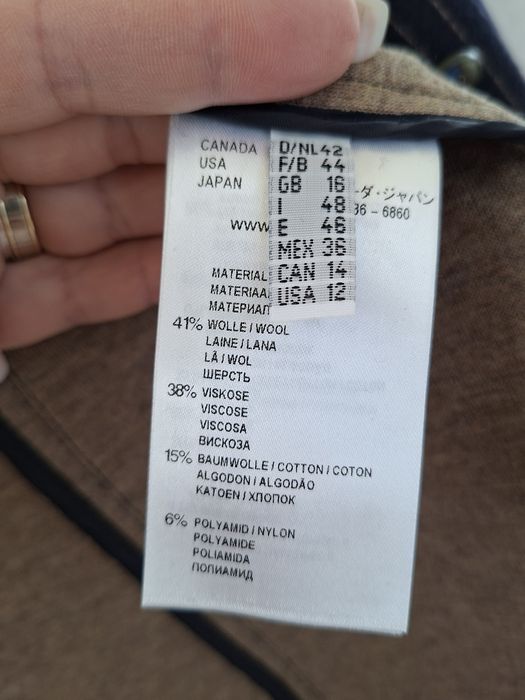 CANADA
USA
JAPAN
D/NL 42
F/B 44
GB 16
I 48
E 46
MEX 36
CAN 14
USA 12
ダ・ジャパン
36 – 6860
WWW
MATERIAL
MATERIAA
МАТЕРИАЛ
41% WOLLE / WOOL
LAINE / LANA
LÃ / WOL
ШЕРСТЬ
38% VISKOSE
VISCOSE
VISCOSA
ВИСКОЗА
15% BAUMWOLLE / COTTON / COTON
ALGODON / ALGODÃO
KATOEN / ХЛОПОК
6% POLYAMID / NYLON
POLYAMIDE
POLIAMIDA
ПОЛИАМИД